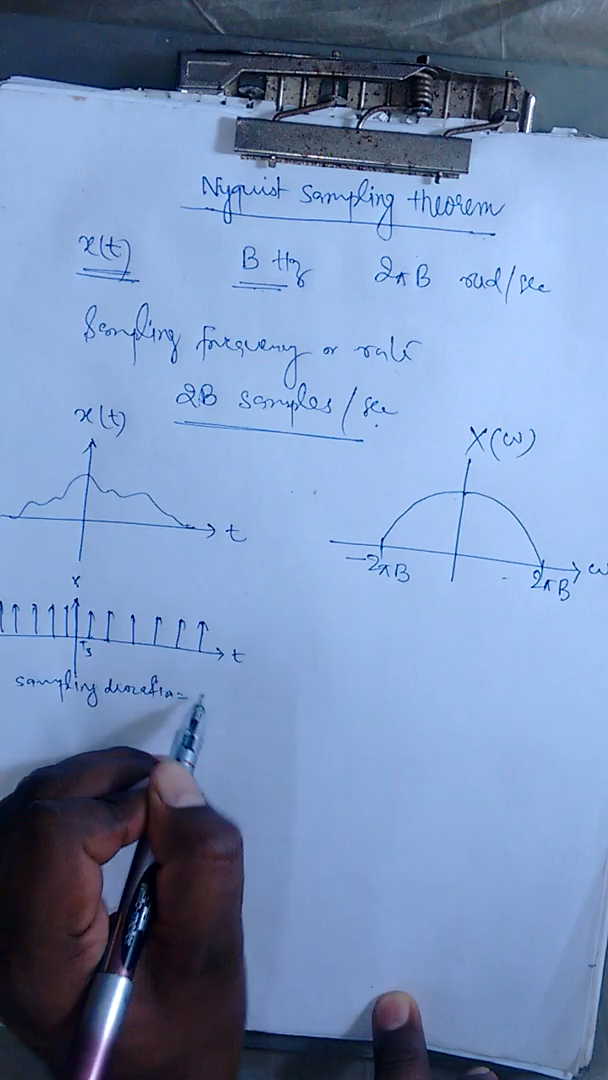 Nyquist Sampling theorem
x(t) B Hz 2πB rad/sec
Sampling frequency or rate
2B samples/sec
x(t)
X(ω)
t
-2πB 2πB ω
Ts t
sampling duration=